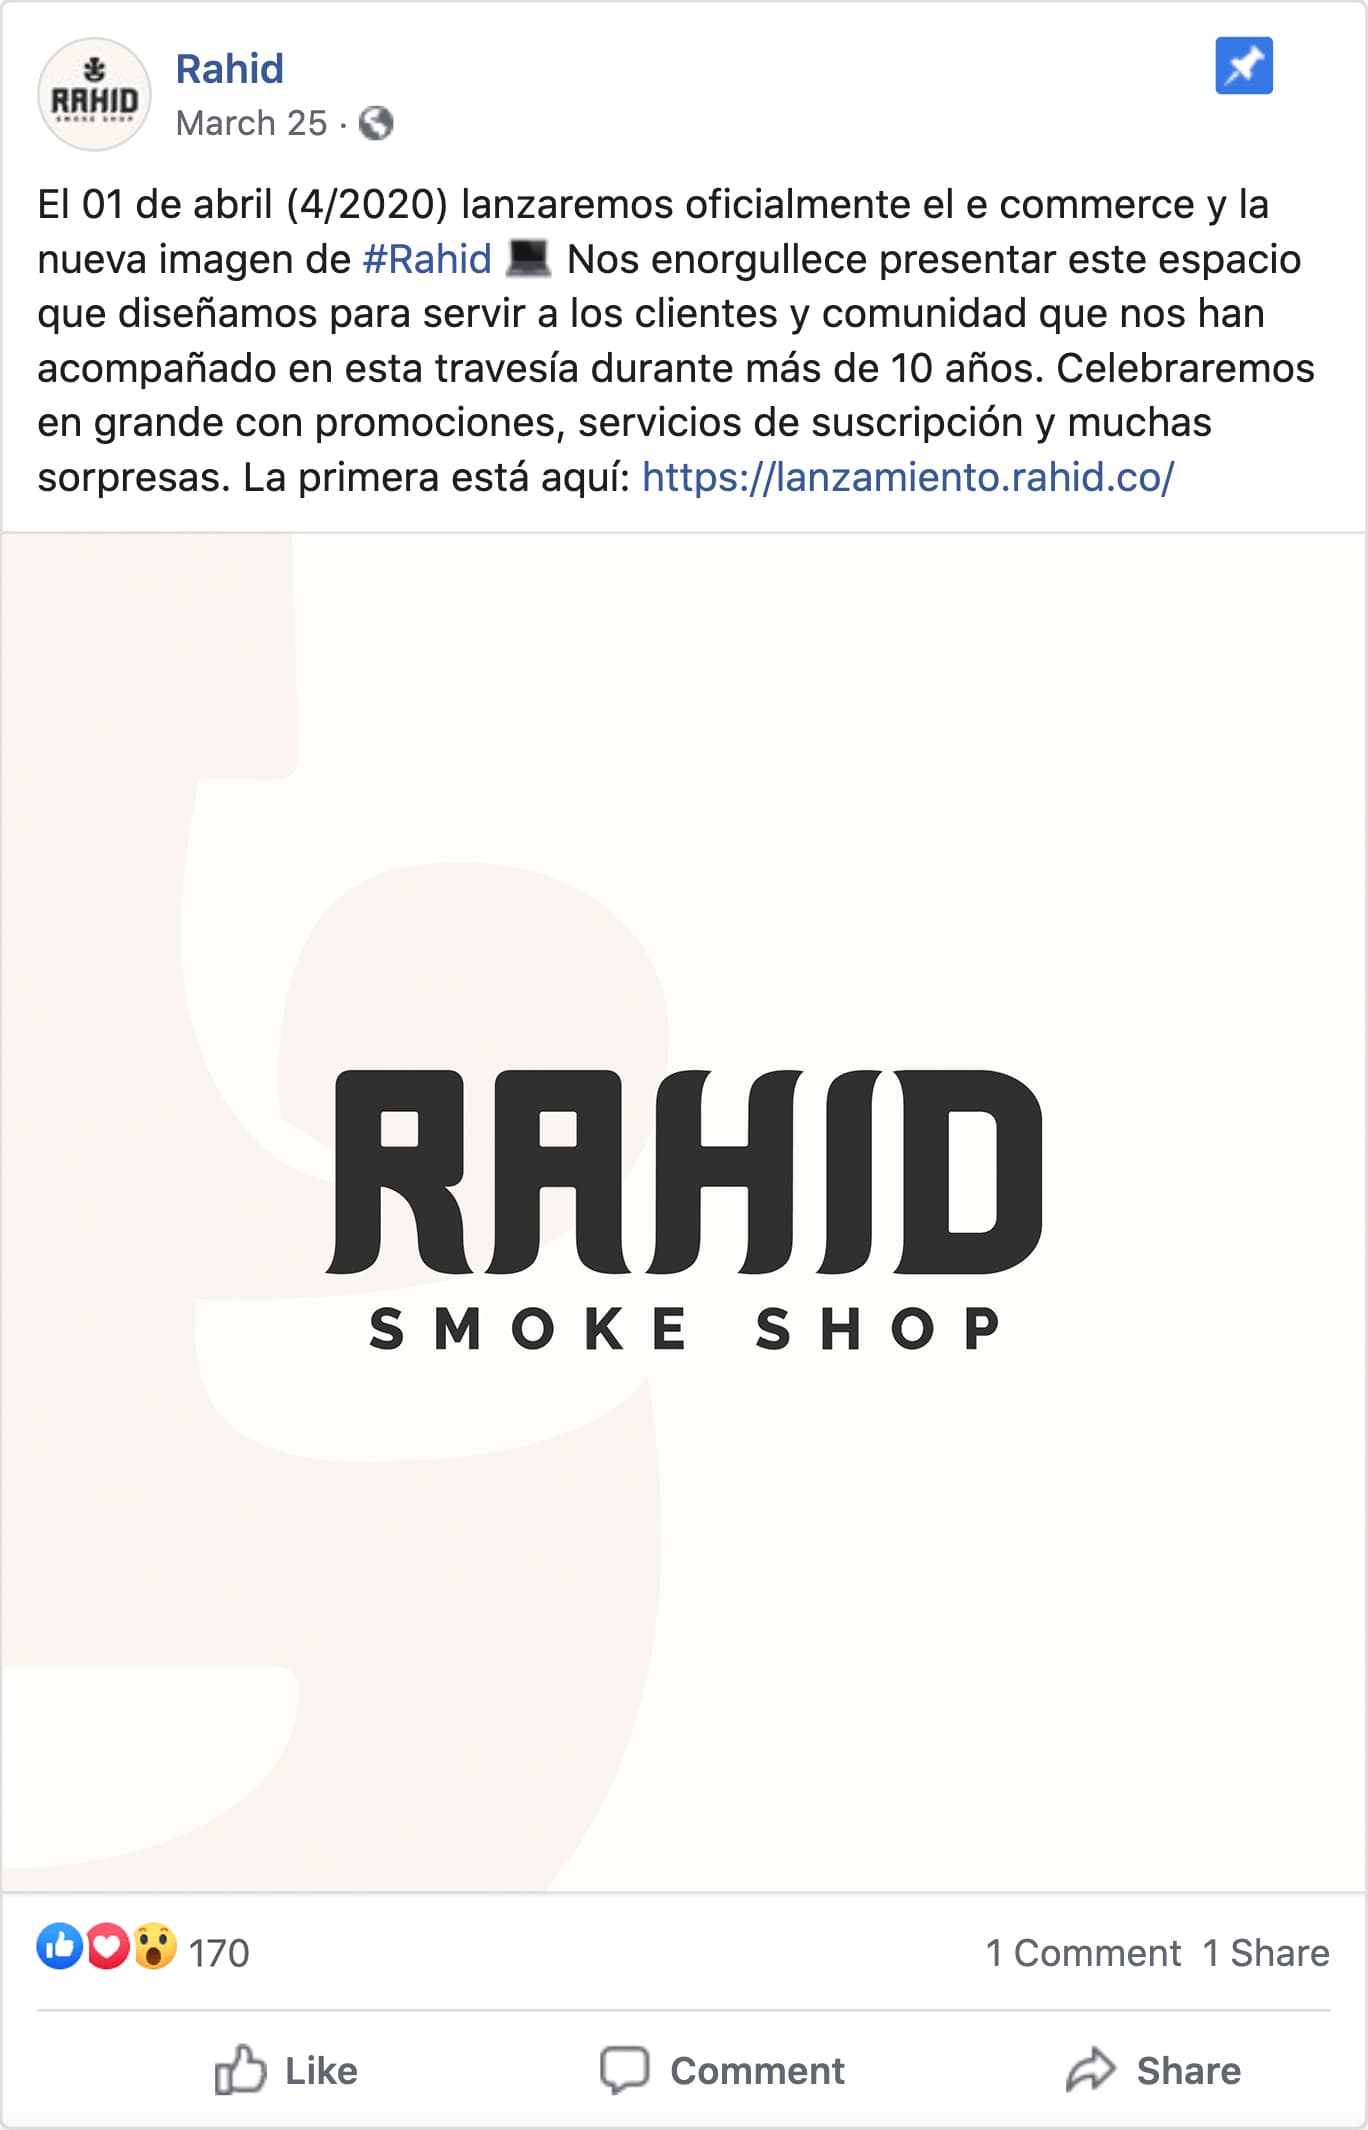 RAHID
SMOKE SHOP
Rahid
March 25 ·
El 01 de abril (4/2020) lanzaremos oficialmente el e commerce y la
nueva imagen de #Rahid 💻 Nos enorgullece presentar este espacio
que diseñamos para servir a los clientes y comunidad que nos han
acompañado en esta travesía durante más de 10 años. Celebraremos
en grande con promociones, servicios de suscripción y muchas
sorpresas. La primera está aquí: https://lanzamiento.rahid.co/
RAHID
SMOKE SHOP
170
1 Comment 1 Share
Like
Comment
Share